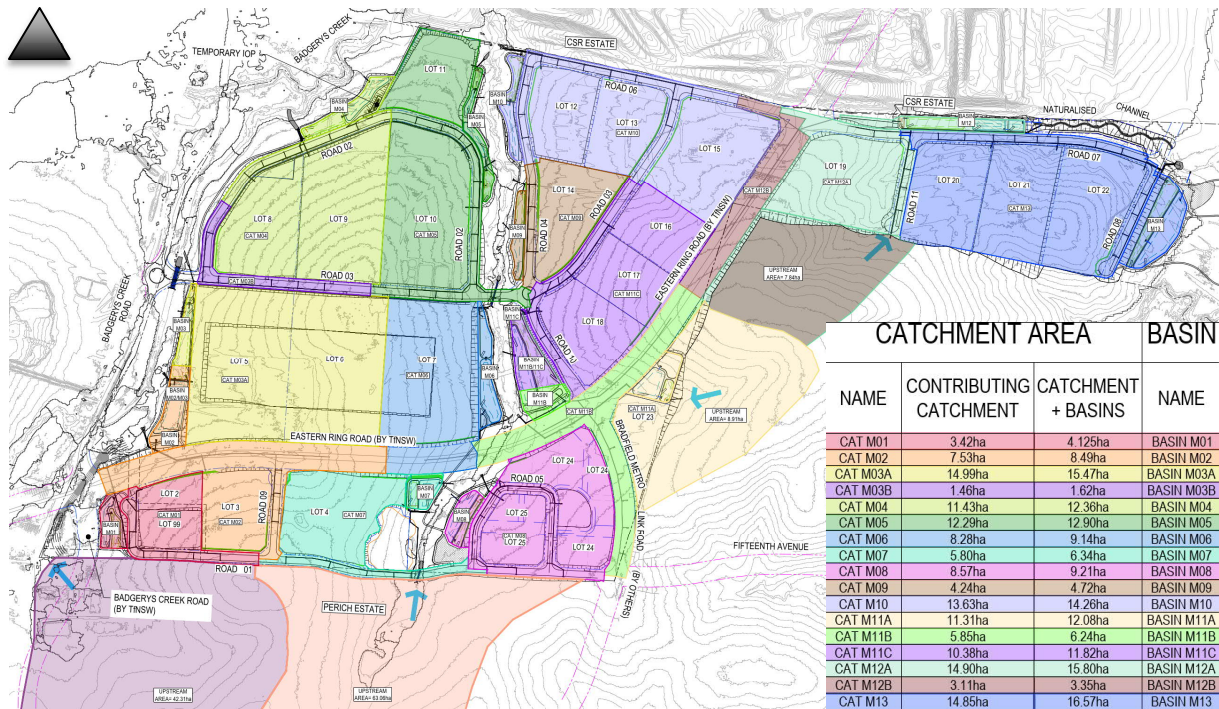 CSR ESTATE
BADGERYS CREEK
TEMPORARY IOP
LOT 11
BASIN
M04
BASIN
M05
BASIN
M10
ROAD 06
LOT 12
LOT 13
CAT M10
LOT 15
CSR ESTATE
BASIN
M12
NATURALISED
CHANNEL
ROAD 02
LOT 8
CAT M04
LOT 9
LOT 10
CAT M05
ROAD 02
LOT 14
CAT M09
ROAD 03
ROAD 04
BASIN
M09
CAT M12B
LOT 19
CAT M12A
ROAD 11
ROAD 07
LOT 20
LOT 21
CAT M13
LOT 22
ROAD 08
BASIN
M13
LOT 16
LOT 17
CAT M11C
LOT 18
EASTERN RING ROAD (BY TfNSW)
UPSTREAM
AREA= 7.84ha
ROAD 03
CAT M03B
BADGERYS CREEK
ROAD
BASIN
M03
LOT 5
CAT M03A
LOT 6
LOT 7
CAT M06
BASIN
M06
BASIN
M11C
BASIN
M11B/11C
BASIN
M11B
ROAD 10
CAT M11B
CAT M11A
LOT 23
UPSTREAM
AREA= 8.91ha
BASIN
M02/M03
BASIN
M02
EASTERN RING ROAD (BY TfNSW)
BRADFIELD METRO
LINK ROAD
(BY OTHERS)
LOT 2
CAT M01
LOT 99
BASIN
M01
LOT 3
CAT M02
ROAD 09
LOT 4
CAT M07
BASIN
M07
BASIN
M08
ROAD 05
LOT 24
LOT 24
LOT 25
CAT M08
LOT 25
LOT 24
ROAD 01
FIFTEENTH AVENUE
BADGERYS CREEK ROAD
(BY TfNSW)
PERICH ESTATE
UPSTREAM
AREA= 42.31ha
UPSTREAM
AREA= 63.06ha
CATCHMENT AREA BASIN
NAME CONTRIBUTING CATCHMENT CATCHMENT + BASINS NAME
CAT M01 3.42ha 4.125ha BASIN M01
CAT M02 7.53ha 8.49ha BASIN M02
CAT M03A 14.99ha 15.47ha BASIN M03A
CAT M03B 1.46ha 1.62ha BASIN M03B
CAT M04 11.43ha 12.36ha BASIN M04
CAT M05 12.29ha 12.90ha BASIN M05
CAT M06 8.28ha 9.14ha BASIN M06
CAT M07 5.80ha 6.34ha BASIN M07
CAT M08 8.57ha 9.21ha BASIN M08
CAT M09 4.24ha 4.72ha BASIN M09
CAT M10 13.63ha 14.26ha BASIN M10
CAT M11A 11.31ha 12.08ha BASIN M11A
CAT M11B 5.85ha 6.24ha BASIN M11B
CAT M11C 10.38ha 11.82ha BASIN M11C
CAT M12A 14.90ha 15.80ha BASIN M12A
CAT M12B 3.11ha 3.35ha BASIN M12B
CAT M13 14.85ha 16.57ha BASIN M13